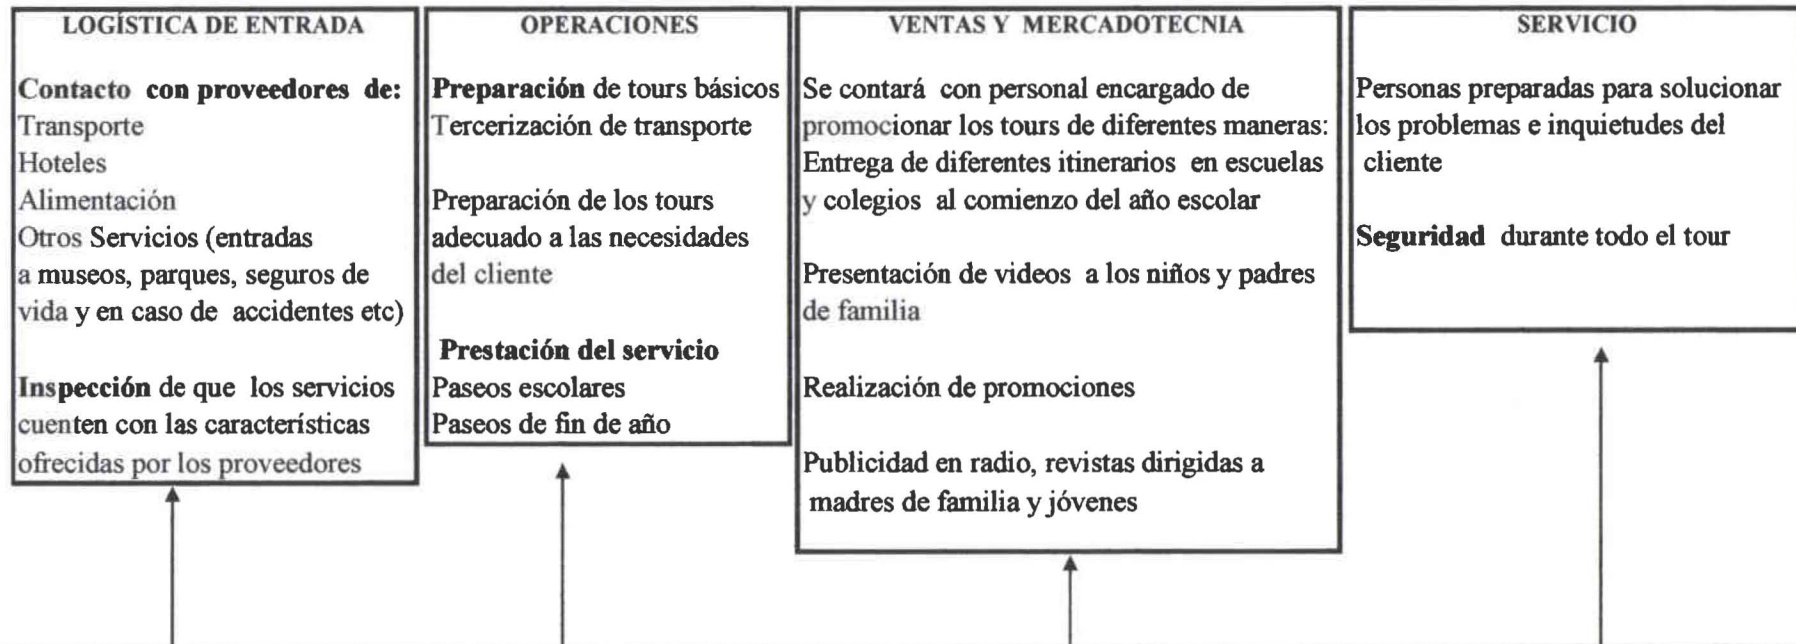 LOGÍSTICA DE ENTRADA
Contacto con proveedores de:
Transporte
Hoteles
Alimentación
Otros Servicios (entradas
a museos, parques, seguros de
vida y en caso de accidentes etc)
Inspección de que los servicios
cuenten con las características
ofrecidas por los proveedores
OPERACIONES
Preparación de tours básicos
Tercerización de transporte
Preparación de los tours
adecuado a las necesidades
del cliente
Prestación del servicio
Paseos escolares
Paseos de fin de año
VENTAS Y MERCADOTECNIA
Se contará con personal encargado de
promocionar los tours de diferentes maneras:
Entrega de diferentes itinerarios en escuelas
y colegios al comienzo del año escolar
Presentación de videos a los niños y padres
de familia
Realización de promociones
Publicidad en radio, revistas dirigidas a
madres de familia y jóvenes
SERVICIO
Personas preparadas para solucionar
los problemas e inquietudes del
cliente
Seguridad durante todo el tour